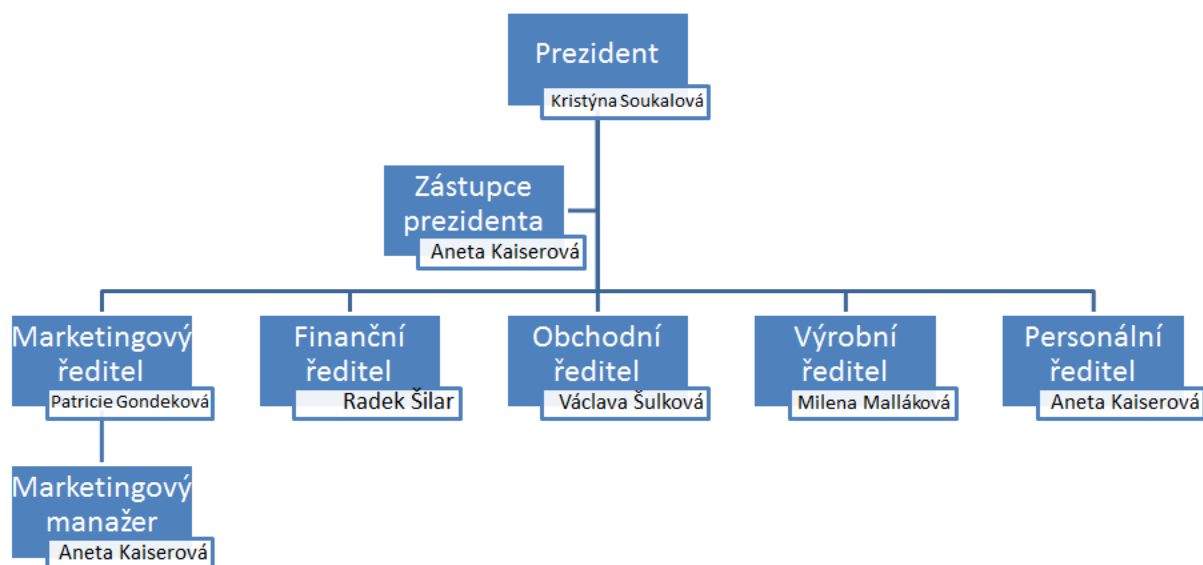 Prezident
Kristýna Soukalová
Zástupce
prezidenta
Aneta Kaiserová
Marketingový
ředitel
Patricie Gondeková
Finanční
ředitel
Radek Šilar
Obchodní
ředitel
Václava Šulková
Výrobní
ředitel
Milena Malláková
Personální
ředitel
Aneta Kaiserová
Marketingový
manažer
Aneta Kaiserová